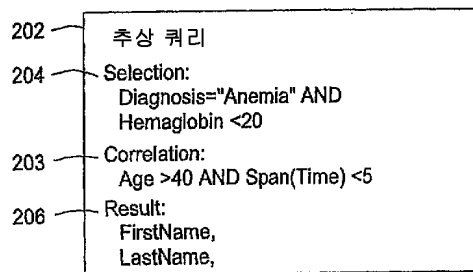 202 추상 쿼리
204 Selection:
Diagnosis="Anemia" AND
Hemaglobin <20
203 Correlation:
Age >40 AND Span(Time) <5
206 Result:
FirstName,
LastName,